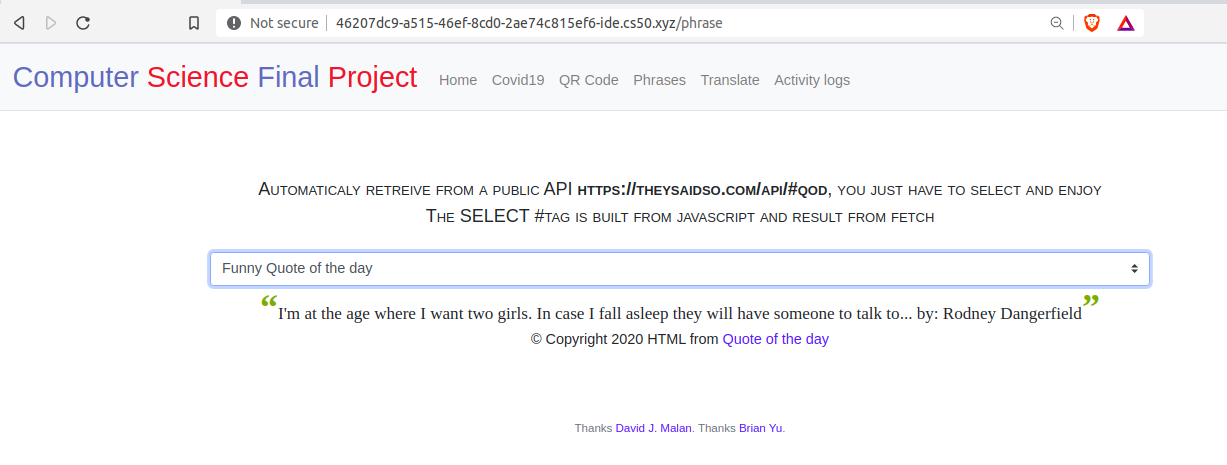 Not secure | 46207dc9-a515-46ef-8cd0-2ae74c815ef6-ide.cs50.xyz/phrase
Computer Science Final Project Home Covid19 QR Code Phrases Translate Activity logs
Automaticaly retreive from a public API https://theysaidso.com/api/#qod, you just have to select and enjoy
The SELECT #tag is built from javascript and result from fetch
Funny Quote of the day
“I'm at the age where I want two girls. In case I fall asleep they will have someone to talk to... by: Rodney Dangerfield”
© Copyright 2020 HTML from Quote of the day
Thanks David J. Malan. Thanks Brian Yu.